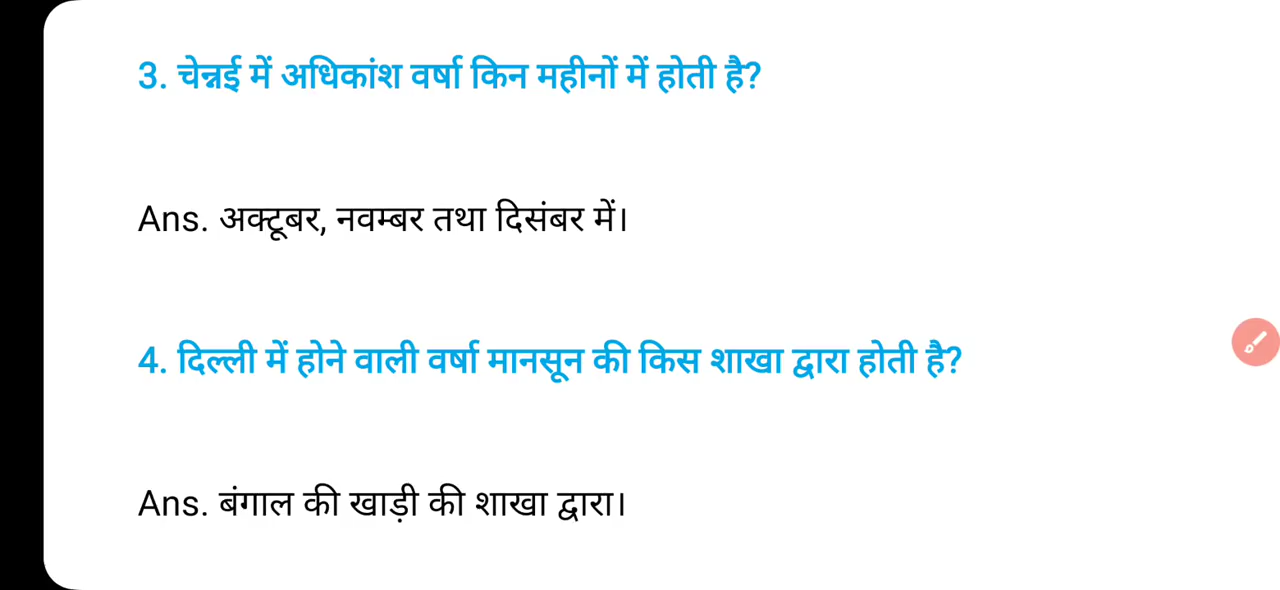 3. चेन्नई में अधिकांश वर्षा किन महीनों में होती है?
Ans. अक्टूबर, नवम्बर तथा दिसंबर में।
4. दिल्ली में होने वाली वर्षा मानसून की किस शाखा द्वारा होती है?
Ans. बंगाल की खाड़ी की शाखा द्वारा।